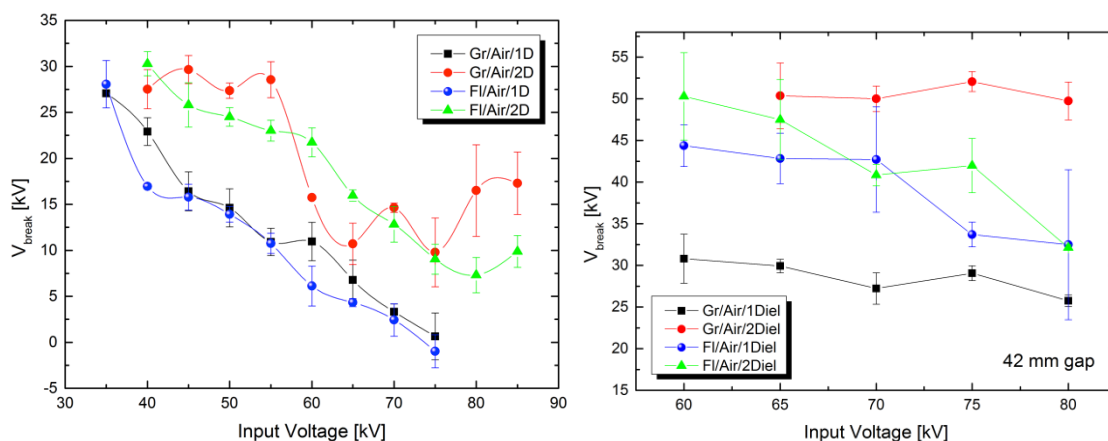 35
30
25
20
15
10
5
0
-5
V_break [kV]
30 40 50 60 70 80 90
Input Voltage [kV]
Gr/Air/1D
Gr/Air/2D
Fl/Air/1D
Fl/Air/2D
55
50
45
40
35
30
25
20
15
V_break [kV]
60 65 70 75 80
Input Voltage [kV]
Gr/Air/1Diel
Gr/Air/2Diel
Fl/Air/1Diel
Fl/Air/2Diel
42 mm gap